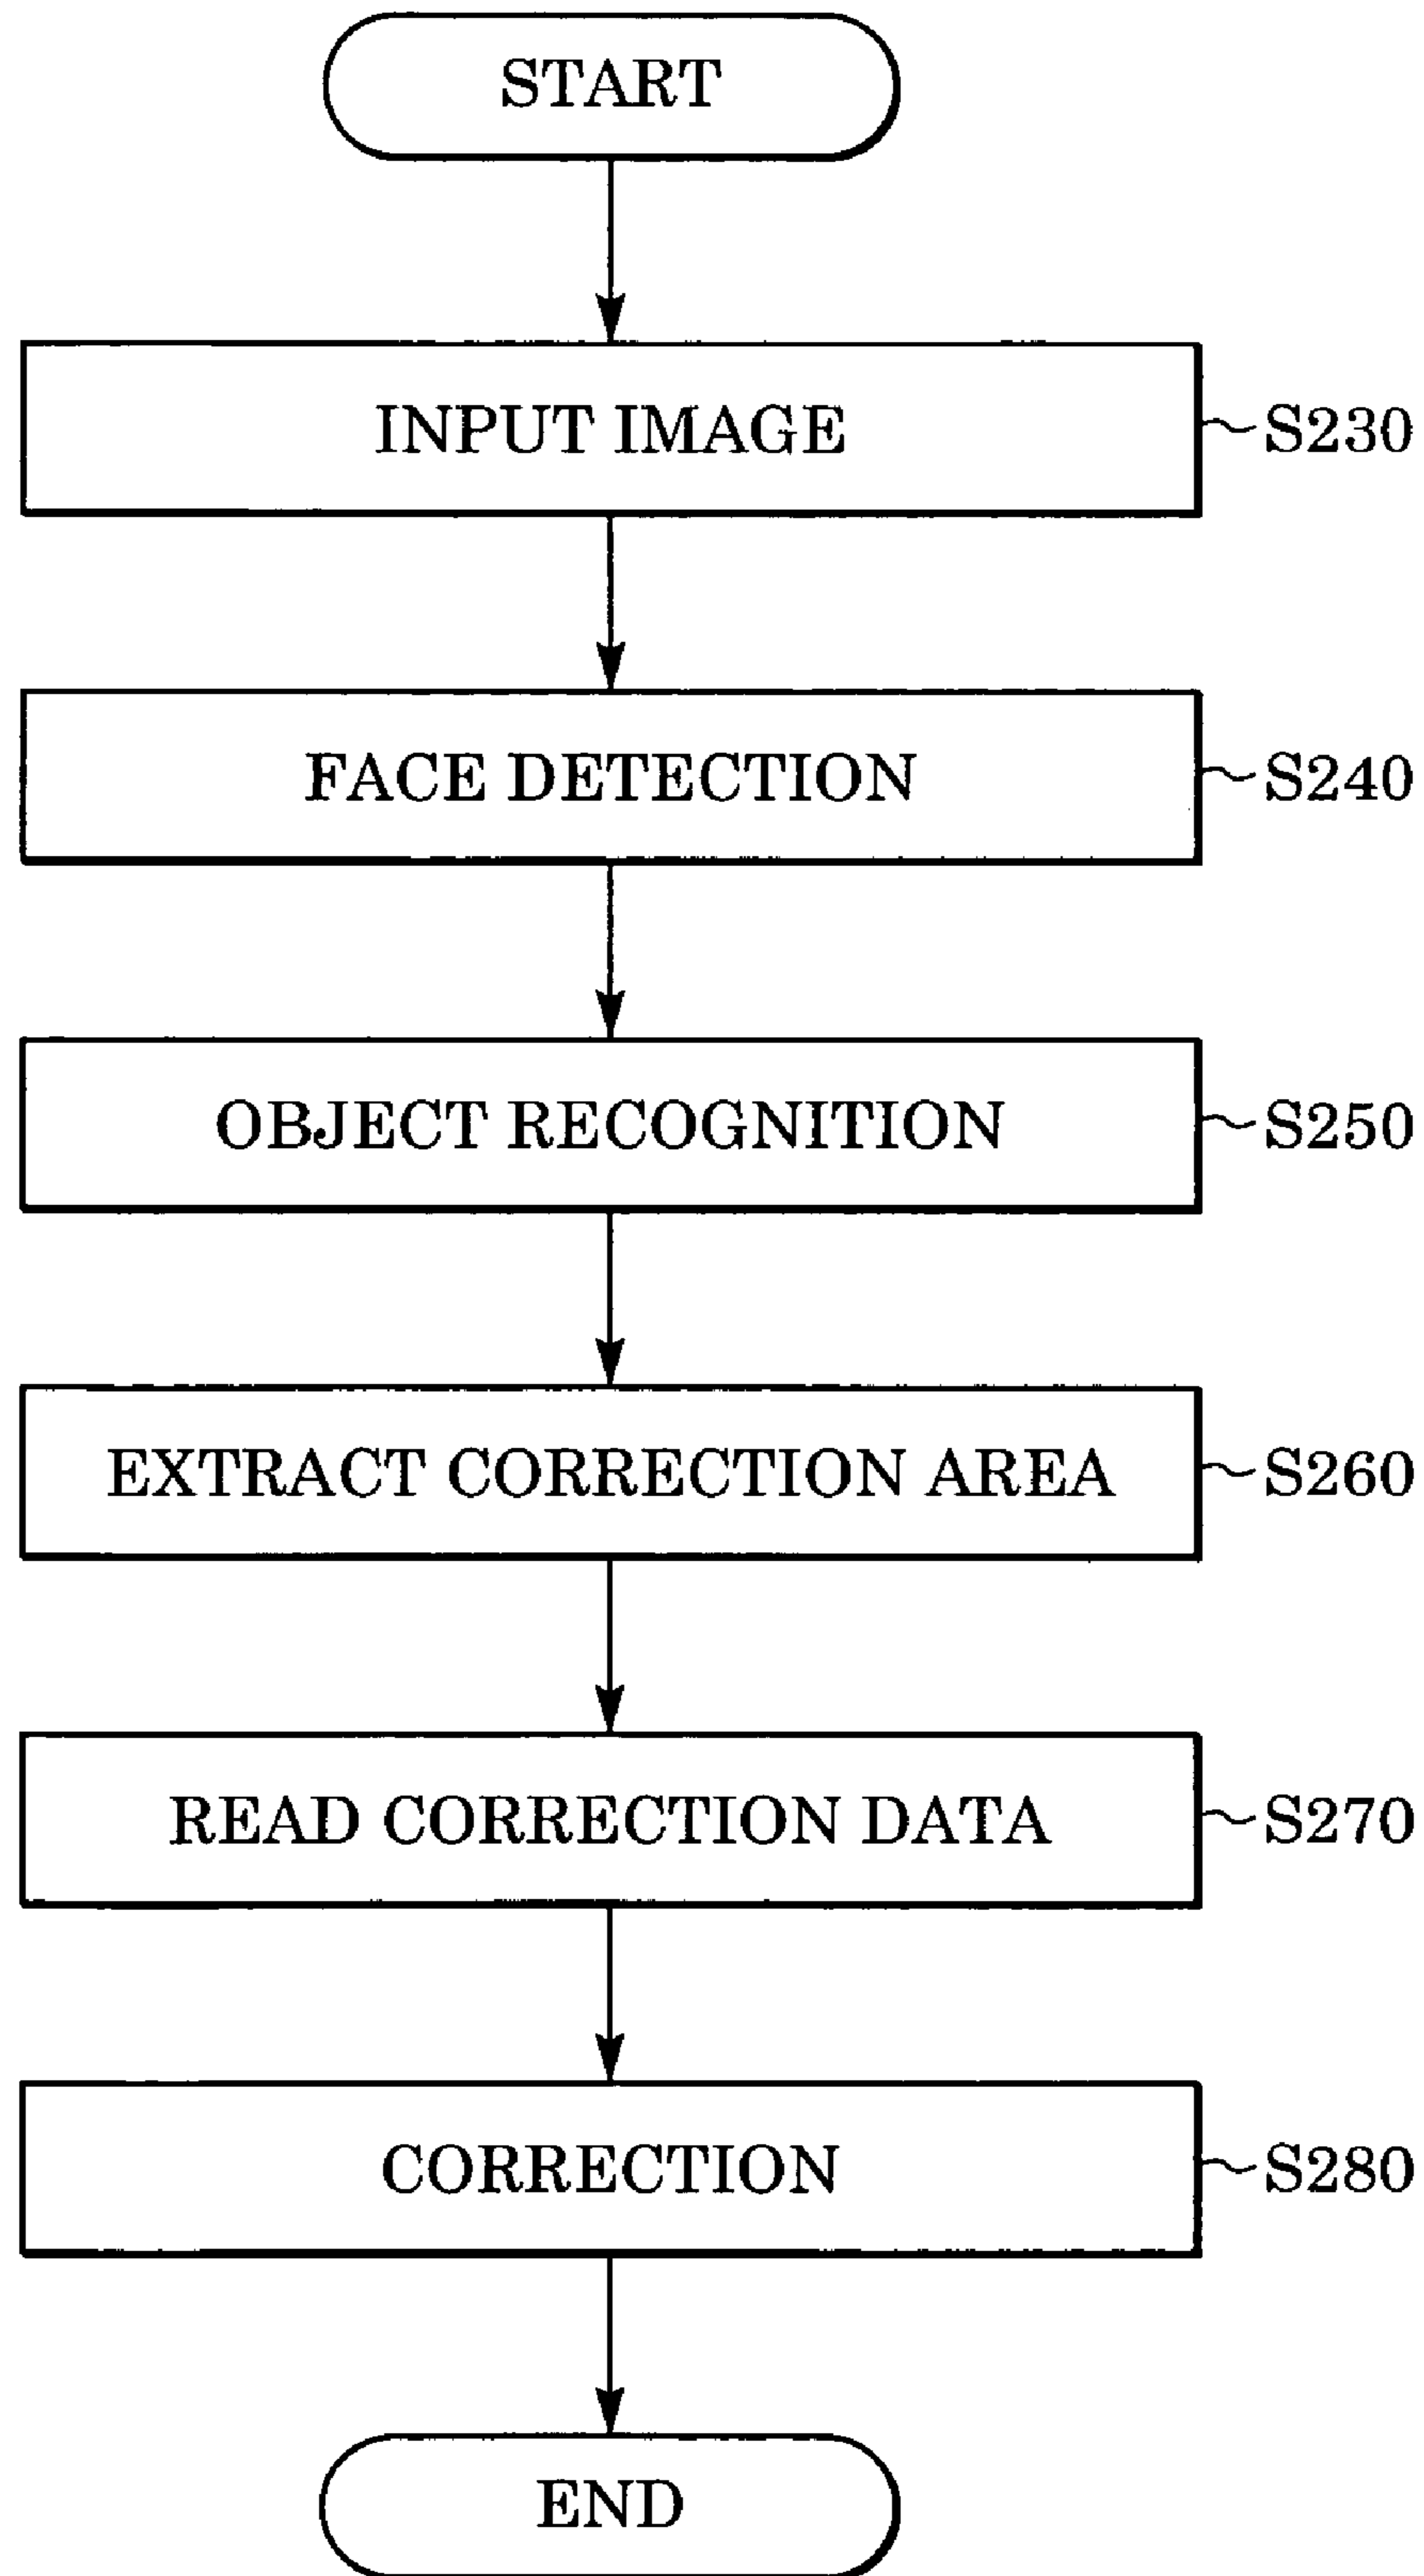 START
INPUT IMAGE S230
FACE DETECTION S240
OBJECT RECOGNITION S250
EXTRACT CORRECTION AREA S260
READ CORRECTION DATA S270
CORRECTION S280
END